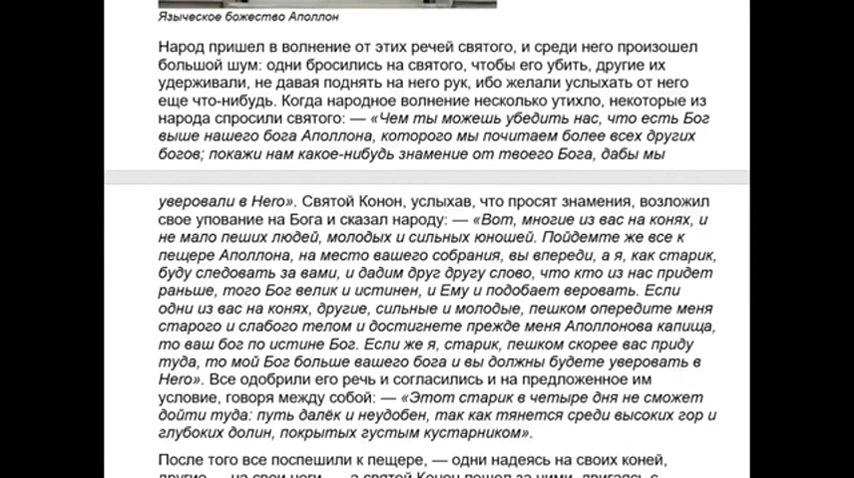 Языческое божество Аполлон
Народ пришел в волнение от этих речей святого, и среди него произошел
большой шум: одни бросились на святого, чтобы его убить, другие их
удерживали, не давая поднять на него рук, ибо желали услыхать от него
еще что-нибудь. Когда народное волнение несколько утихло, некоторые из
народа спросили святого: — «Чем ты можешь убедить нас, что есть Бог
выше нашего бога Аполлона, которого мы почитаем более всех других
богов; покажи нам какое-нибудь знамение от твоего Бога, дабы мы
уверовали в Него». Святой Конон, услыхав, что просят знамения, возложил
свое упование на Бога и сказал народу: — «Вот, многие из вас на конях, и
не мало пеших людей, молодых и сильных юношей. Пойдемте же все к
пещере Аполлона, на место вашего собрания, вы впереди, а я, как старик,
буду следовать за вами, и дадим друг другу слово, что кто из нас придет
раньше, того Бог велик и истинен, и Ему и подобает веровать. Если
одни из вас на конях, другие, сильные и молодые, пешком опередите меня
старого и слабого телом и достигнете прежде меня Аполлонова капища,
то ваш бог по истине Бог. Если же я, старик, пешком скорее вас приду
туда, то мой Бог больше вашего бога и вы должны будете уверовать в
Него». Все одобрили его речь и согласились и на предложенное им
условие, говоря между собой: — «Этот старик в четыре дня не сможет
дойти туда: путь далёк и неудобен, так как тянется среди высоких гор и
глубоких долин, покрытых густым кустарником».
После того все поспешили к пещере, — одни надеясь на своих коней,
другие — на свои ноги, — а святой Конон пошел за ними, двигаясь с